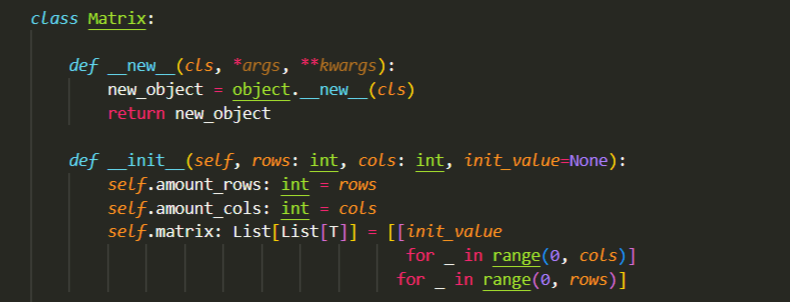 class Matrix:
def __new__(cls, *args, **kwargs):
new_object = object.__new__(cls)
return new_object
def __init__(self, rows: int, cols: int, init_value=None):
self.amount_rows: int = rows
self.amount_cols: int = cols
self.matrix: List[List[T]] = [[init_value
for _ in range(0, cols)]
for _ in range(0, rows)]